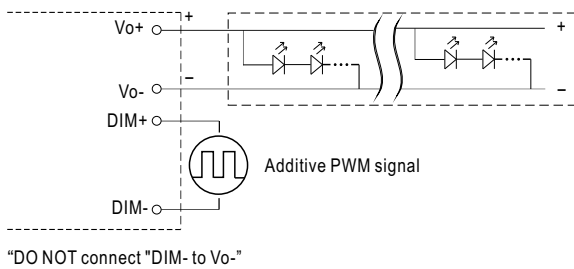 Vo+
+
+
Vo-
–
–
DIM+
Additive PWM signal
DIM-
“DO NOT connect "DIM- to Vo-”